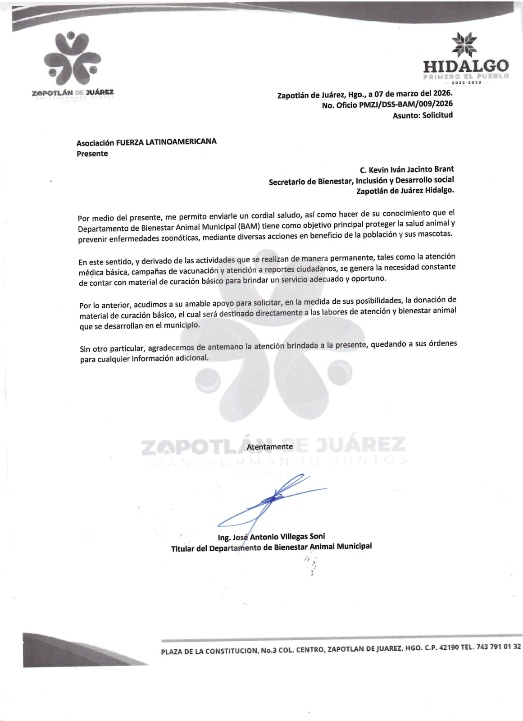 ZAPOTLÁN DE JUÁREZ
HIDALGO
PRIMERO EL PUEBLO
2022-2028
Zapotlán de Juárez, Hgo., a 07 de marzo del 2026.
No. Oficio PMZJ/DSS-BAM/009/2026
Asunto: Solicitud
Asociación FUERZA LATINOAMERICANA
Presente
C. Kevin Iván Jacinto Brant
Secretario de Bienestar, Inclusión y Desarrollo social
Zapotlán de Juárez Hidalgo.
Por medio del presente, me permito enviarle un cordial saludo, así como hacer de su conocimiento que el
Departamento de Bienestar Animal Municipal (BAM) tiene como objetivo principal proteger la salud animal y
prevenir enfermedades zoonóticas, mediante diversas acciones en beneficio de la población y sus mascotas.
En este sentido, y derivado de las actividades que se realizan de manera permanente, tales como la atención
médica básica, campañas de vacunación y atención a reportes ciudadanos, se genera la necesidad constante
de contar con material de curación básico para brindar un servicio adecuado y oportuno.
Por lo anterior, acudimos a su amable apoyo para solicitar, en la medida de sus posibilidades, la donación de
material de curación básico, el cual será destinado directamente a las labores de atención y bienestar animal
que se desarrollan en el municipio.
Sin otro particular, agradecemos de antemano la atención brindada a la presente, quedando a sus órdenes
para cualquier información adicional.
ZAPOTLÁN DE JUÁREZ
TRANSFORMANDO JUNTOS
Atentamente
Ing. José Antonio Villegas Soni
Titular del Departamento de Bienestar Animal Municipal
PLAZA DE LA CONSTITUCION, No.3 COL. CENTRO, ZAPOTLAN DE JUAREZ, HGO. C.P. 42190 TEL. 743 791 01 32